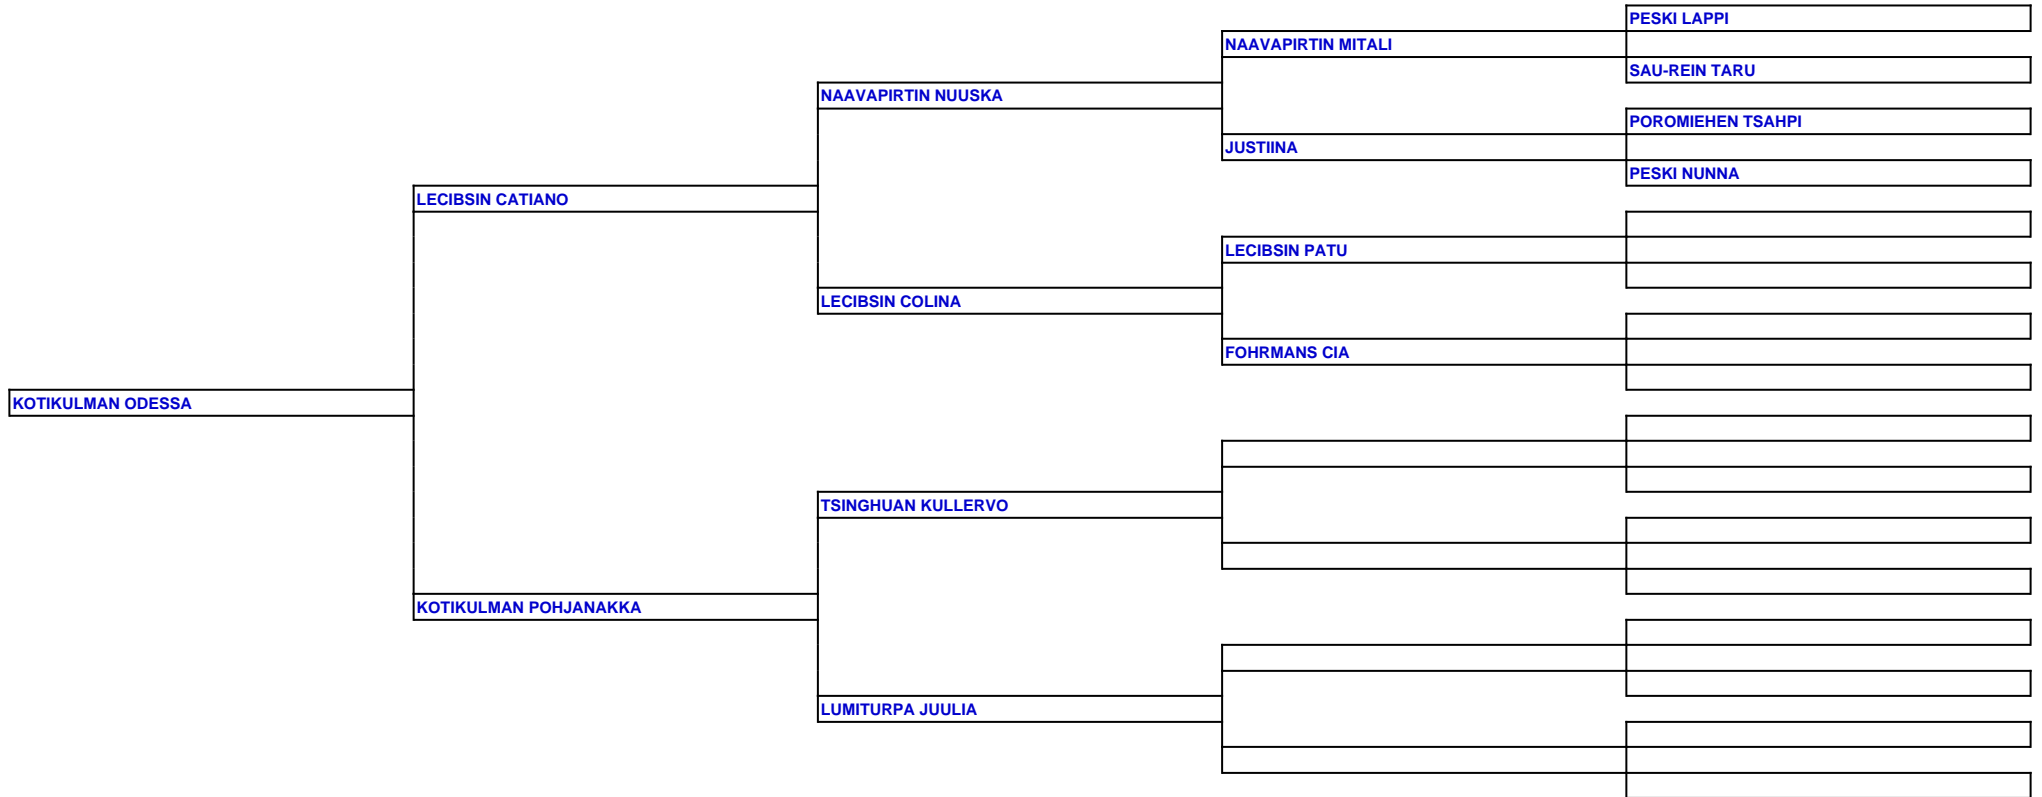 PESKI LAPPI
NAAVAPIRTIN MITALI
SAU-REIN TARU
NAAVAPIRTIN NUUSKA
POROMIEHEN TSAHPI
JUSTIINA
PESKI NUNNA
LECIBSIN CATIANO
LECIBSIN PATU
LECIBSIN COLINA
FOHRMANS CIA
KOTIKULMAN ODESSA
TSINGHUAN KULLERVO
KOTIKULMAN POHJANAKKA
LUMITURPA JUULIA